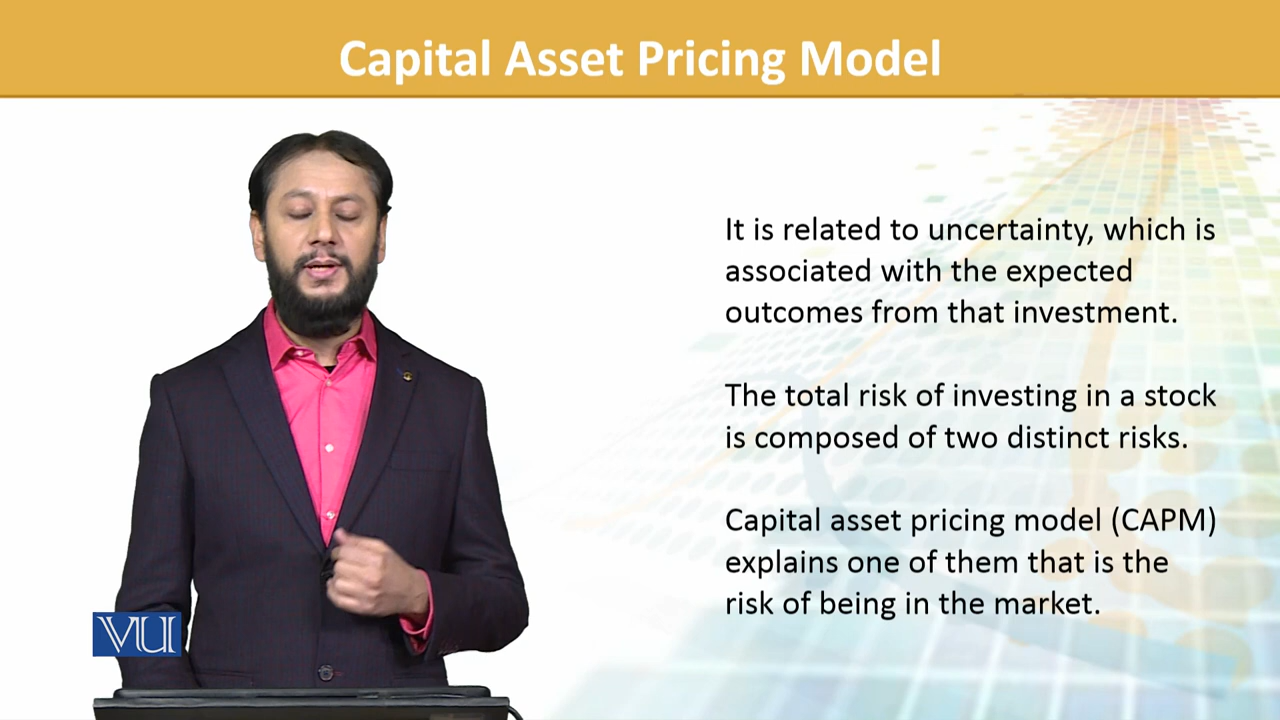 Capital Asset Pricing Model
It is related to uncertainty, which is
associated with the expected
outcomes from that investment.
The total risk of investing in a stock
is composed of two distinct risks.
Capital asset pricing model (CAPM)
explains one of them that is the
risk of being in the market.
VU